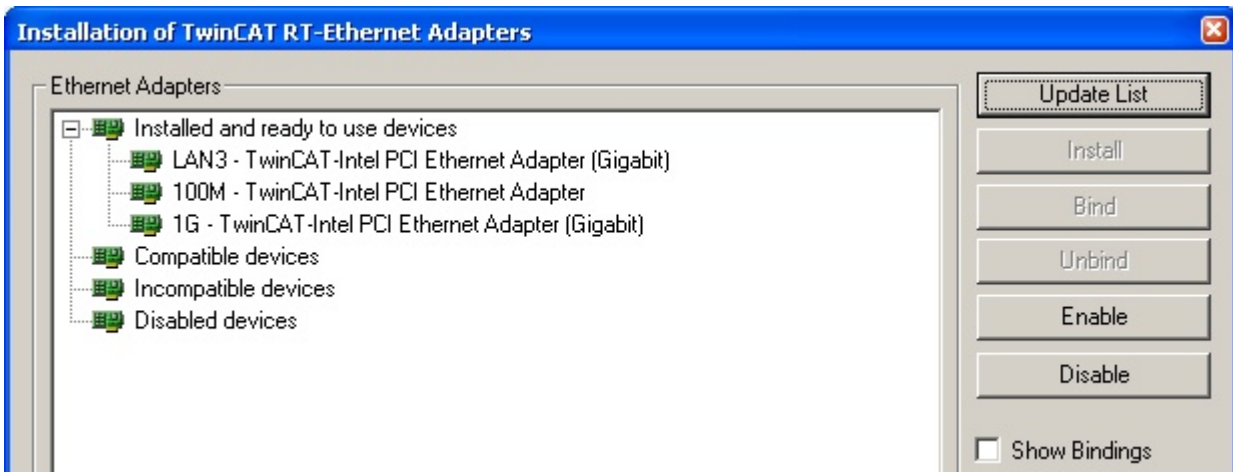 Installation of TwinCAT RT-Ethernet Adapters
Ethernet Adapters
Installed and ready to use devices
LAN3 - TwinCAT-Intel PCI Ethernet Adapter (Gigabit)
100M - TwinCAT-Intel PCI Ethernet Adapter
1G - TwinCAT-Intel PCI Ethernet Adapter (Gigabit)
Compatible devices
Incompatible devices
Disabled devices
Update List
Install
Bind
Unbind
Enable
Disable
Show Bindings